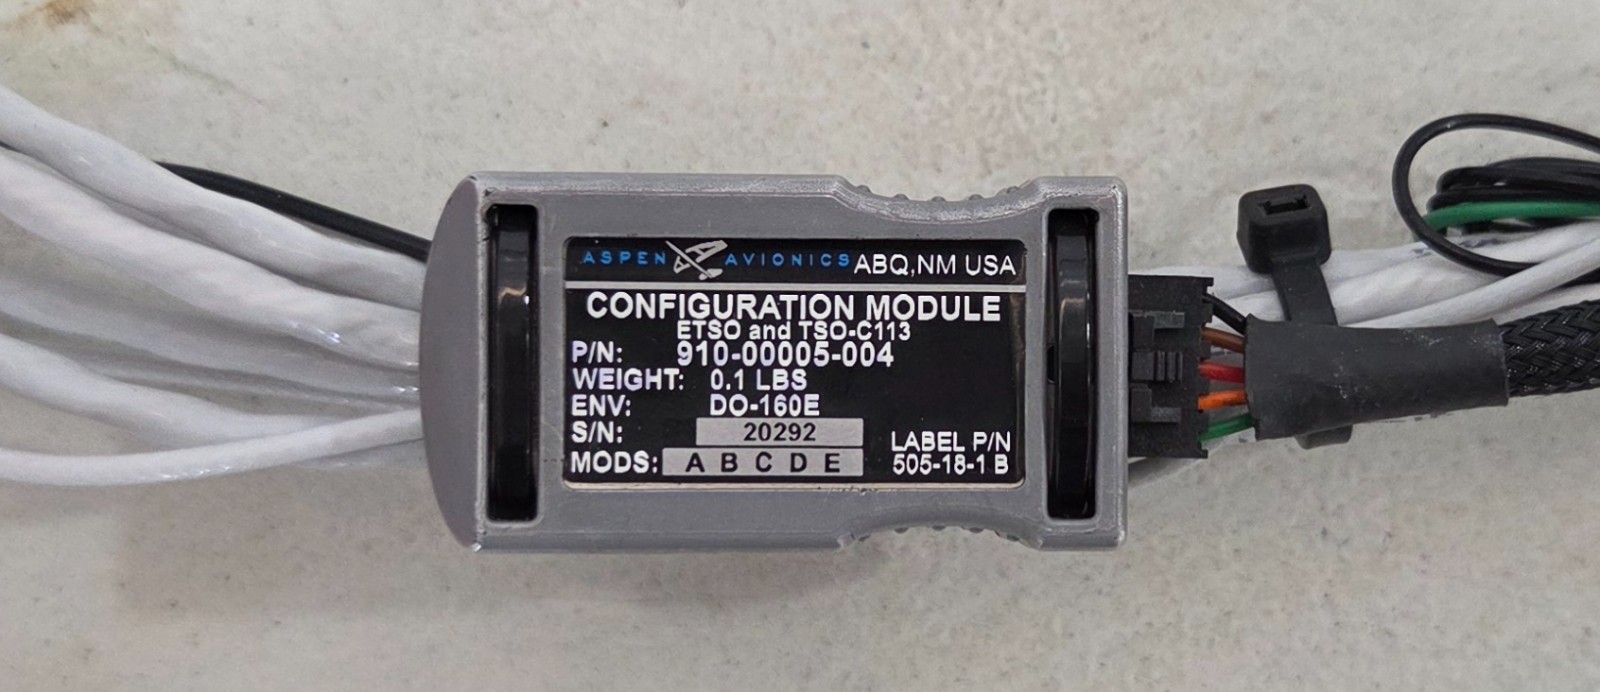 ASPEN AVIONICS ABQ,NM USA
CONFIGURATION MODULE
ETSO and TSO-C113
P/N: 910-00005-004
WEIGHT: 0.1 LBS
ENV: DO-160E
S/N: 20292
MODS: A B C D E
LABEL P/N
505-18-1 B